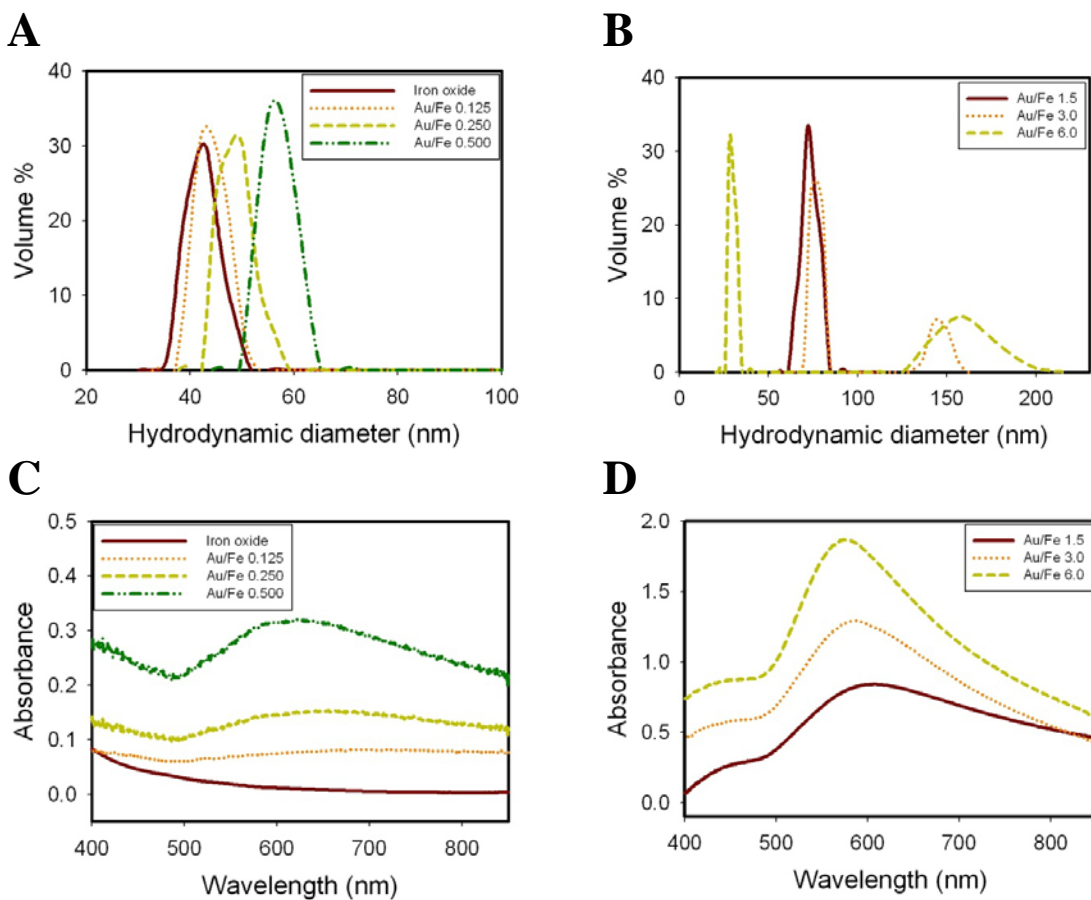 A
40
30
20
10
0
Volume %
Iron oxide
Au/Fe 0.125
Au/Fe 0.250
Au/Fe 0.500
20 40 60 80 100
Hydrodynamic diameter (nm)
B
40
30
20
10
0
Volume %
Au/Fe 1.5
Au/Fe 3.0
Au/Fe 6.0
0 50 100 150 200
Hydrodynamic diameter (nm)
C
0.5
0.4
0.3
0.2
0.1
0.0
Absorbance
Iron oxide
Au/Fe 0.125
Au/Fe 0.250
Au/Fe 0.500
400 500 600 700 800
Wavelength (nm)
D
2.0
1.5
1.0
0.5
0.0
Absorbance
Au/Fe 1.5
Au/Fe 3.0
Au/Fe 6.0
400 500 600 700 800
Wavelength (nm)